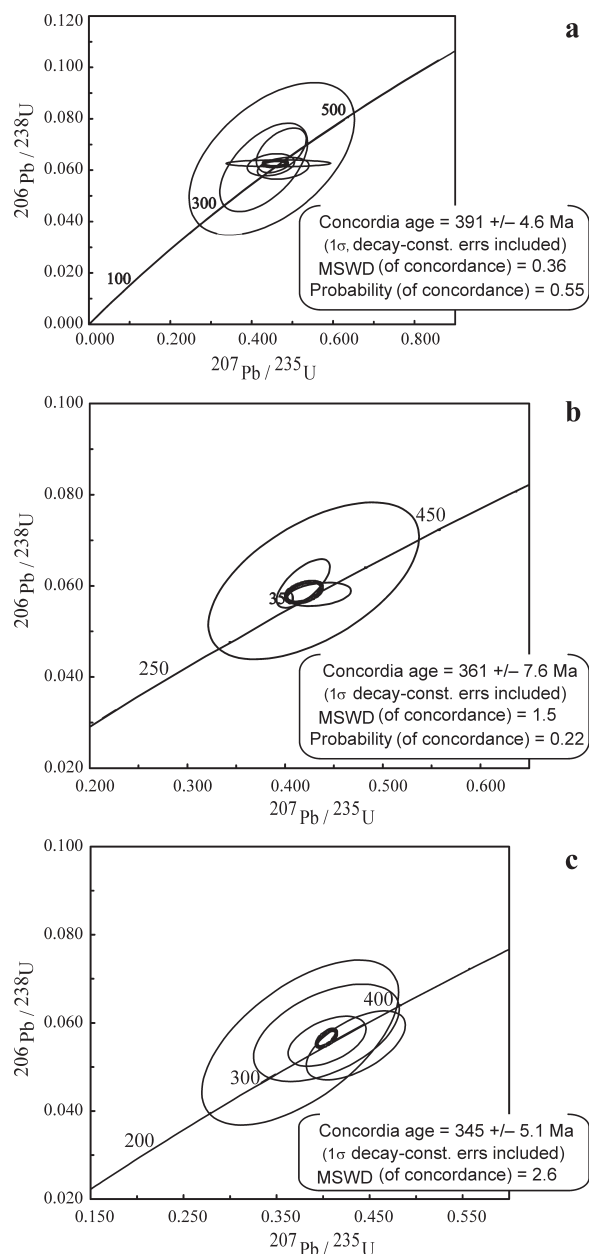 a
0.120
0.100
0.080
0.060
0.040
0.020
0.000
206Pb / 238U
500
300
100
Concordia age = 391 +/– 4.6 Ma
(1σ, decay-const. errs included)
MSWD (of concordance) = 0.36
Probability (of concordance) = 0.55
0.000 0.200 0.400 0.600 0.800
207Pb / 235U
b
0.100
0.080
0.060
0.040
0.020
206Pb / 238U
450
350
250
Concordia age = 361 +/– 7.6 Ma
(1σ decay-const. errs included)
MSWD (of concordance) = 1.5
Probability (of concordance) = 0.22
0.200 0.300 0.400 0.500 0.600
207Pb / 235U
c
0.100
0.080
0.060
0.040
0.020
206Pb / 238U
400
300
200
Concordia age = 345 +/– 5.1 Ma
(1σ decay-const. errs included)
MSWD (of concordance) = 2.6
0.150 0.250 0.350 0.450 0.550
207Pb / 235U